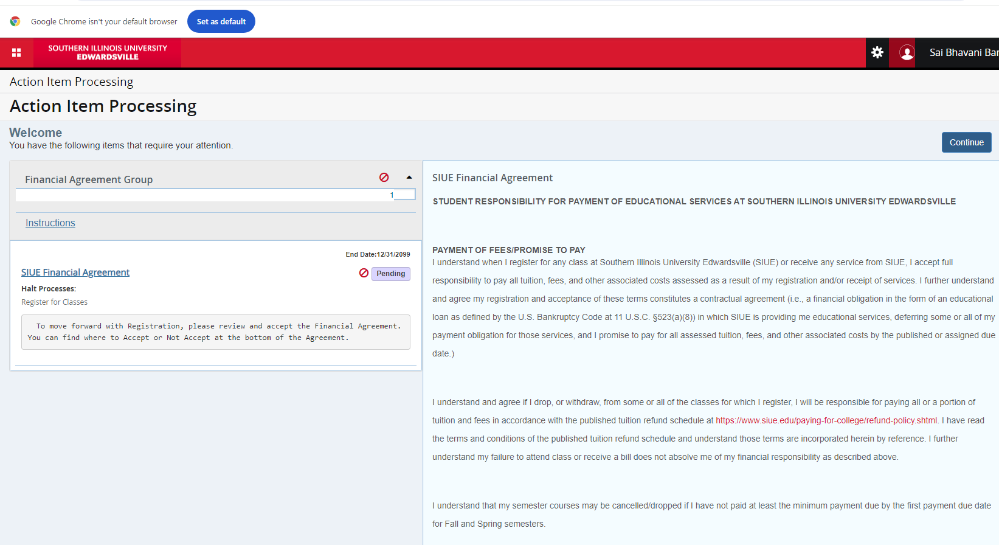 Google Chrome isn't your default browser
Set as default
SOUTHERN ILLINOIS UNIVERSITY
EDWARDSVILLE
Sai Bhavani Bar
Action Item Processing
Action Item Processing
Welcome
You have the following items that require your attention.
Continue
Financial Agreement Group
1
Instructions
End Date:12/31/2099
SIUE Financial Agreement
Pending
Halt Processes:
Register for Classes
To move forward with Registration, please review and accept the Financial Agreement.
You can find where to Accept or Not Accept at the bottom of the Agreement.
SIUE Financial Agreement
STUDENT RESPONSIBILITY FOR PAYMENT OF EDUCATIONAL SERVICES AT SOUTHERN ILLINOIS UNIVERSITY EDWARDSVILLE
PAYMENT OF FEES/PROMISE TO PAY
I understand when I register for any class at Southern Illinois University Edwardsville (SIUE) or receive any service from SIUE, I accept full
responsibility to pay all tuition, fees, and other associated costs assessed as a result of my registration and/or receipt of services. I further understand
and agree my registration and acceptance of these terms constitutes a contractual agreement (i.e., a financial obligation in the form of an educational
loan as defined by the U.S. Bankruptcy Code at 11 U.S.C. §523(a)(8)) in which SIUE is providing me educational services, deferring some or all of my
payment obligation for those services, and I promise to pay for all assessed tuition, fees, and other associated costs by the published or assigned due
date.)
I understand and agree if I drop, or withdraw, from some or all of the classes for which I register, I will be responsible for paying all or a portion of
tuition and fees in accordance with the published tuition refund schedule at https://www.siue.edu/paying-for-college/refund-policy.shtml. I have read
the terms and conditions of the published tuition refund schedule and understand those terms are incorporated herein by reference. I further
understand my failure to attend class or receive a bill does not absolve me of my financial responsibility as described above.
I understand that my semester courses may be cancelled/dropped if I have not paid at least the minimum payment due by the first payment due date
for Fall and Spring semesters.